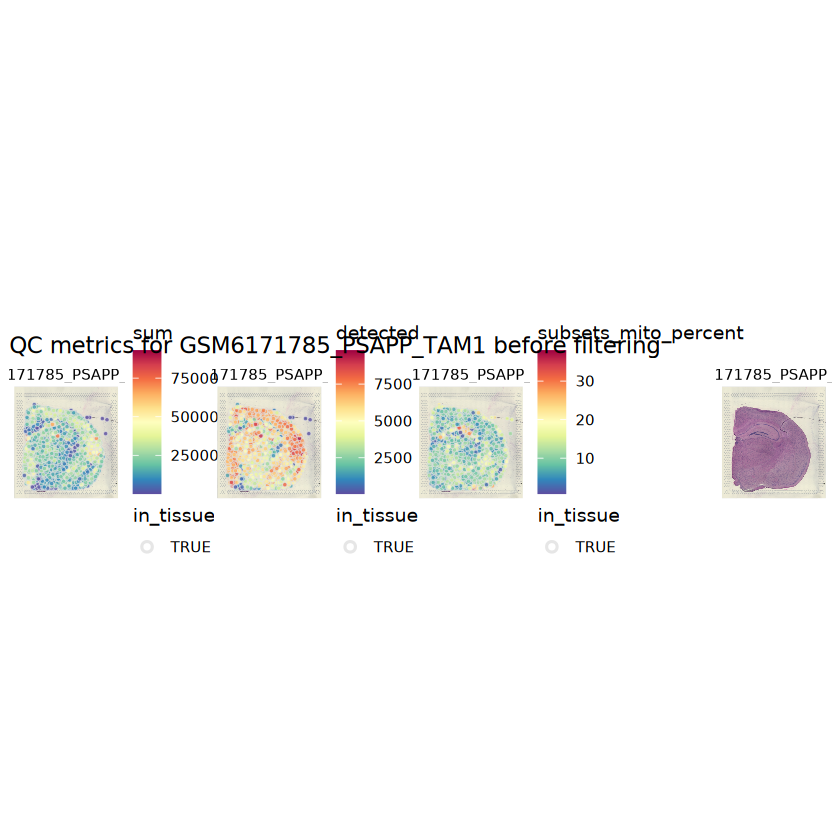 QC metrics for GSM6171785_PSAPP_TAM1 before filtering
sum
detected
subsets_mito_percent
171785_PSAPP_
171785_PSAPP_
171785_PSAPP_
171785_PSAPP_
75000
50000
25000
7500
5000
2500
30
20
10
in_tissue
in_tissue
in_tissue
TRUE
TRUE
TRUE